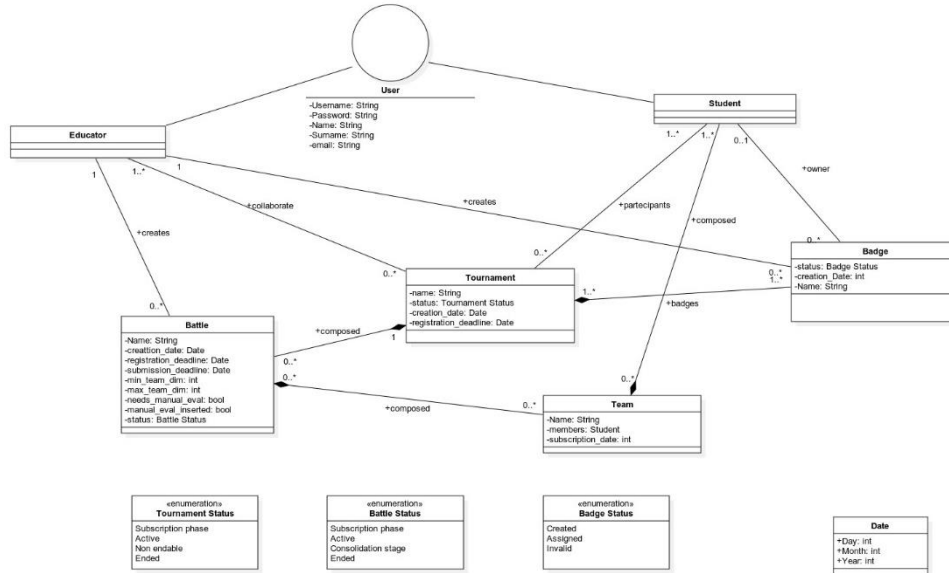 User
-Username: String
-Password: String
-Name: String
-Surname: String
-email: String
Educator
Student
1
1..*
1
1..*
1..*
0..1
+creates
+collaborate
+creates
+partecipants
+composed
+owner
0..*
0..*
0..*
0..*
0..*
1..*
Badge
-status: Badge Status
-creation_Date: int
-Name: String
Tournament
-name: String
-status: Tournament Status
-creation_date: Date
-registration_deadline: Date
1..*
+badges
+composed
1
0..*
Battle
-Name: String
-creattion_date: Date
-registration_deadline: Date
-submission_deadline: Date
-min_team_dim: int
-max_team_dim: int
-needs_manual_eval: bool
-manual_eval_inserted: bool
-status: Battle Status
0..*
+composed
0..*
0..*
Team
-Name: String
-members: Student
-subscription_date: int
«enumeration»
Tournament Status
Subscription phase
Active
Non endable
Ended
«enumeration»
Battle Status
Subscription phase
Active
Consolidation stage
Ended
«enumeration»
Badge Status
Created
Assigned
Invalid
Date
+Day: int
+Month: int
+Year: int